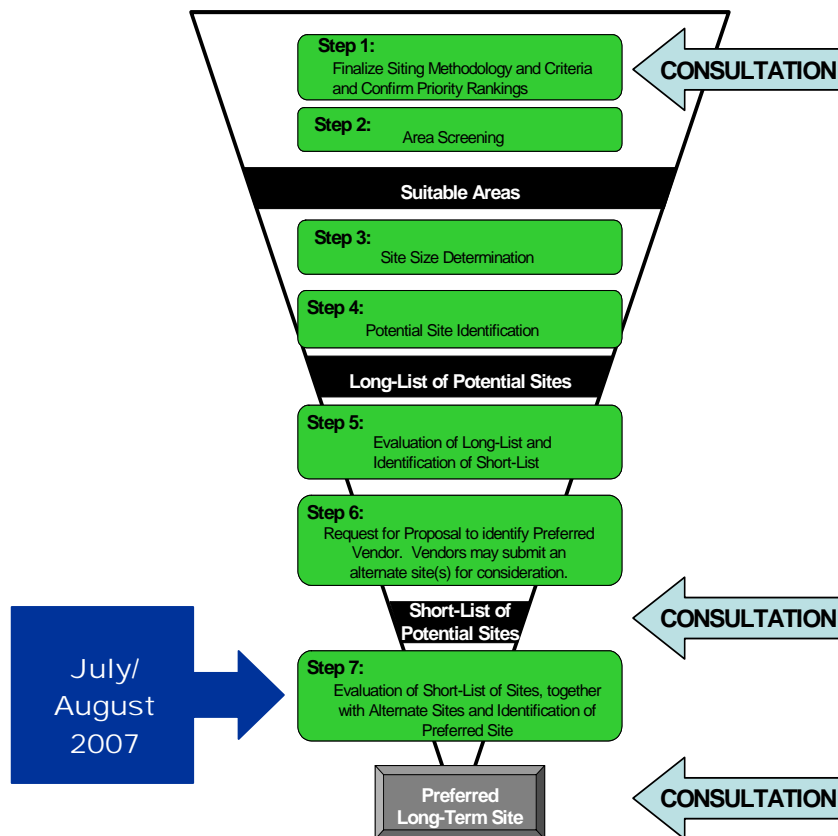 Step 1:
Finalize Siting Methodology and Criteria
and Confirm Priority Rankings
CONSULTATION
Step 2:
Area Screening
Suitable Areas
Step 3:
Site Size Determination
Step 4:
Potential Site Identification
Long-List of Potential Sites
Step 5:
Evaluation of Long-List and
Identification of Short-List
Step 6:
Request for Proposal to identify Preferred
Vendor. Vendors may submit an
alternate site(s) for consideration.
Short-List of
Potential Sites
CONSULTATION
July/
August
2007
Step 7:
Evaluation of Short-List of Sites, together
with Alternate Sites and Identification of
Preferred Site
Preferred
Long-Term Site
CONSULTATION